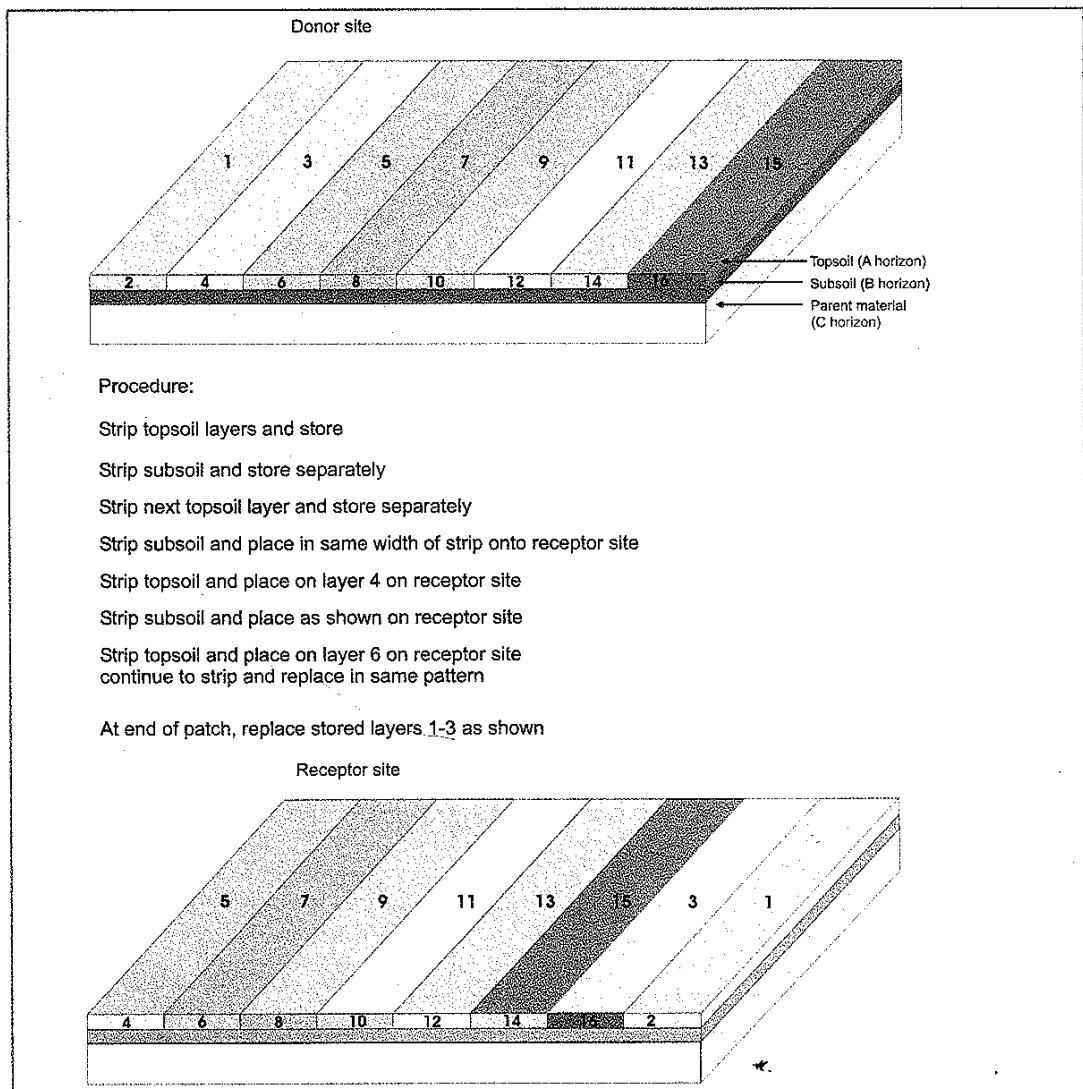 Donor site
1 3 5 7 9 11 13 15
2 4 6 8 10 12 14 16
Topsoil (A horizon)
Subsoil (B horizon)
Parent material
(C horizon)
Procedure:
Strip topsoil layers and store
Strip subsoil and store separately
Strip next topsoil layer and store separately
Strip subsoil and place in same width of strip onto receptor site
Strip topsoil and place on layer 4 on receptor site
Strip subsoil and place as shown on receptor site
Strip topsoil and place on layer 6 on receptor site
continue to strip and replace in same pattern
At end of patch, replace stored layers 1-3 as shown
Receptor site
5 7 9 11 13 15 3 1
4 6 8 10 12 14 16 2